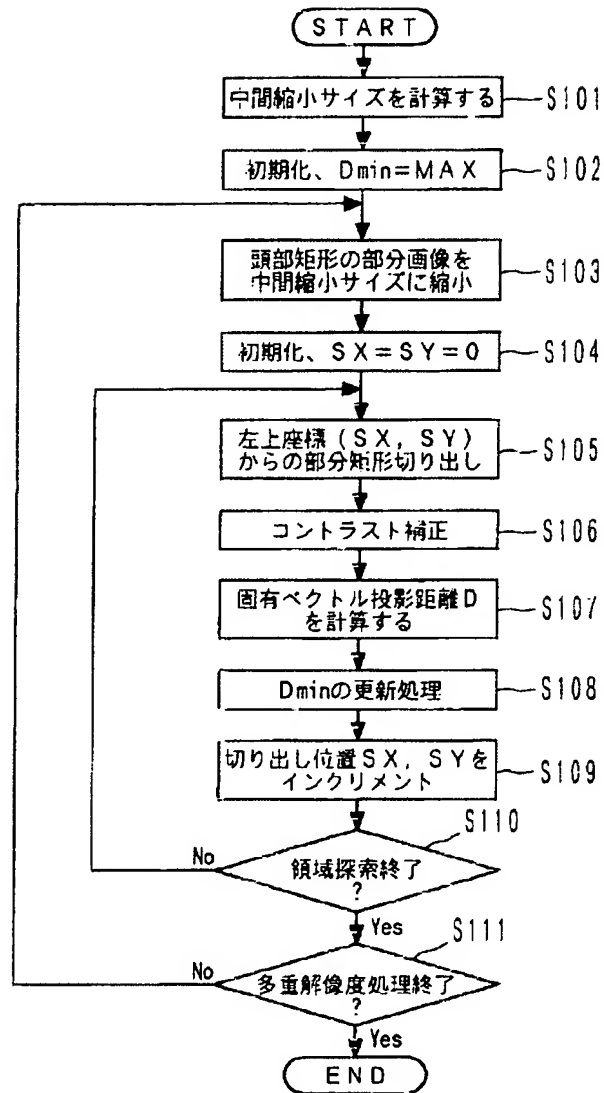 START
中間縮小サイズを計算する
S101
初期化、Dmin=MAX
S102
頭部矩形の部分画像を
中間縮小サイズに縮小
S103
初期化、SX=SY=0
S104
左上座標(SX,SY)
からの部分矩形切り出し
S105
コントラスト補正
S106
固有ベクトル投影距離D
を計算する
S107
Dminの更新処理
S108
切り出し位置SX,SYを
インクリメント
S109
S110
No
領域探索終了
?
Yes
S111
No
多重解像度処理終了
?
Yes
END